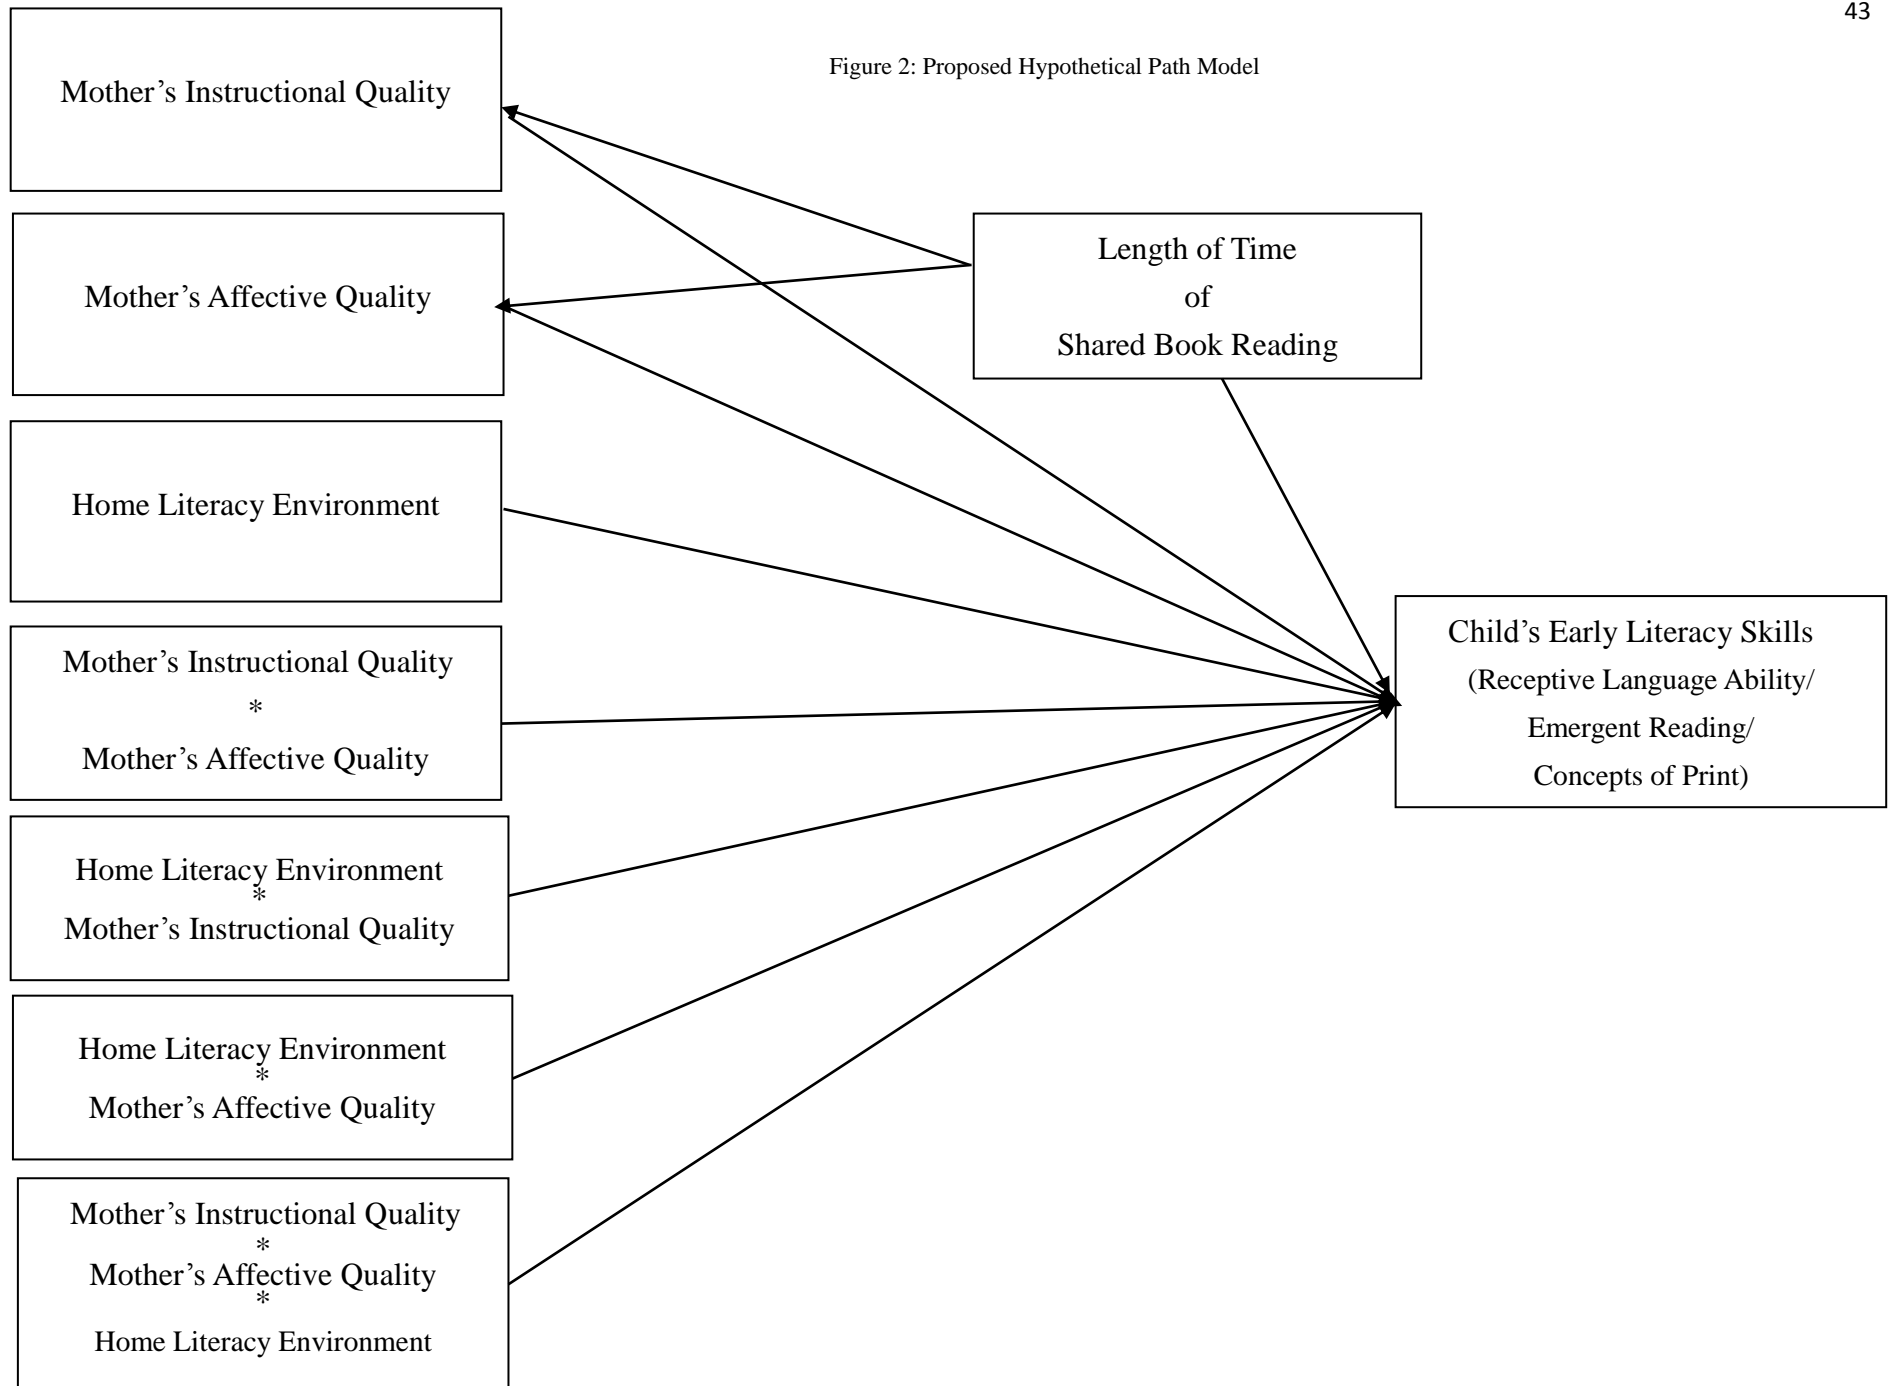 43
Figure 2: Proposed Hypothetical Path Model
Mother’s Instructional Quality
Mother’s Affective Quality
Length of Time
of
Shared Book Reading
Home Literacy Environment
Mother’s Instructional Quality
*
Mother’s Affective Quality
Child’s Early Literacy Skills
(Receptive Language Ability/
Emergent Reading/
Concepts of Print)
Home Literacy Environment
*
Mother’s Instructional Quality
Home Literacy Environment
*
Mother’s Affective Quality
Mother’s Instructional Quality
*
Mother’s Affective Quality
*
Home Literacy Environment